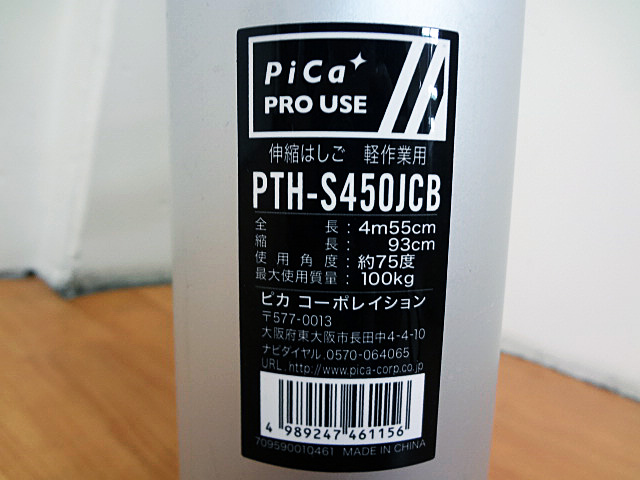 PiCa
PRO USE
伸縮はしご 軽作業用
PTH-S450JCB
全長:4m55cm
縮長:93cm
使用角度:約75度
最大使用質量:100kg
ピカ コーポレイション
〒577-0013
大阪府東大阪市長田中4-4-10
ナビダイヤル.0570-064065
URL.http://www.pica-corp.co.jp
4 989247 461156
709590010461 MADE IN CHINA